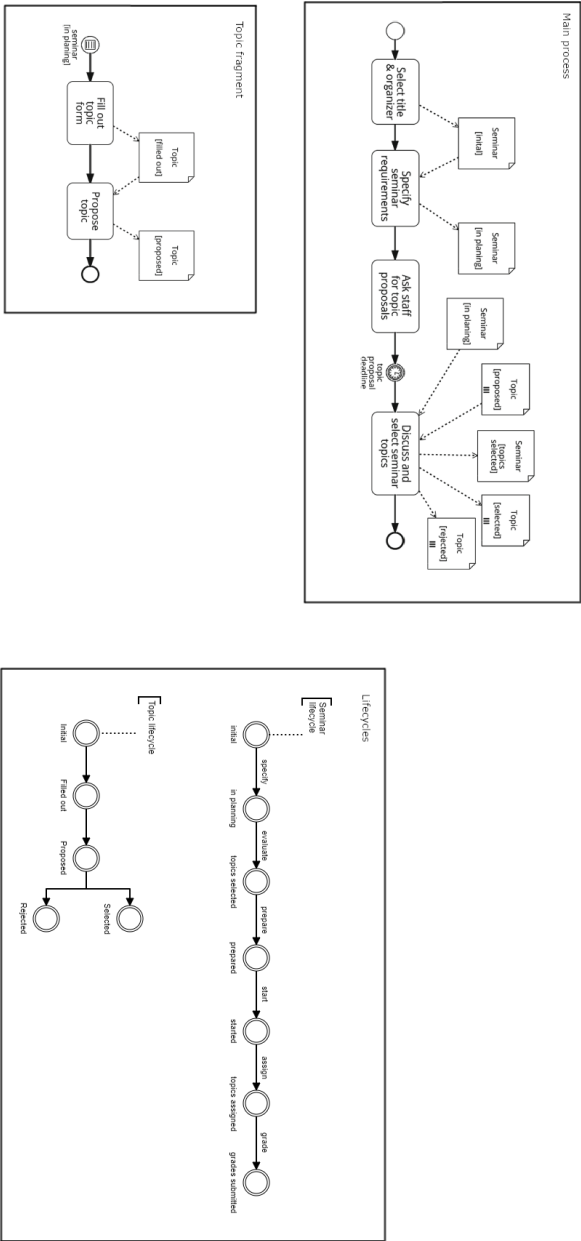 Main process
Select title
& organizer
Seminar
[inital]
Specify
seminar
requirements
Seminar
[in planing]
Ask staff
for topic
proposals
topic
proposal
deadline
Seminar
[in planing]
Topic
[proposed]
Discuss and
select seminar
topics
Seminar
[topics
selected]
Topic
[selected]
Topic
[rejected]
Topic fragment
seminar
[in planing]
Fill out
topic
form
Topic
[filled out]
Propose
topic
Topic
[proposed]
Lifecycles
Seminar
lifecycle
initial
specify
in planning
evaluate
topics selected
prepare
prepared
start
started
assign
topics assigned
grade
grades submitted
Topic lifecycle
Initial
Filled out
Proposed
Selected
Rejected